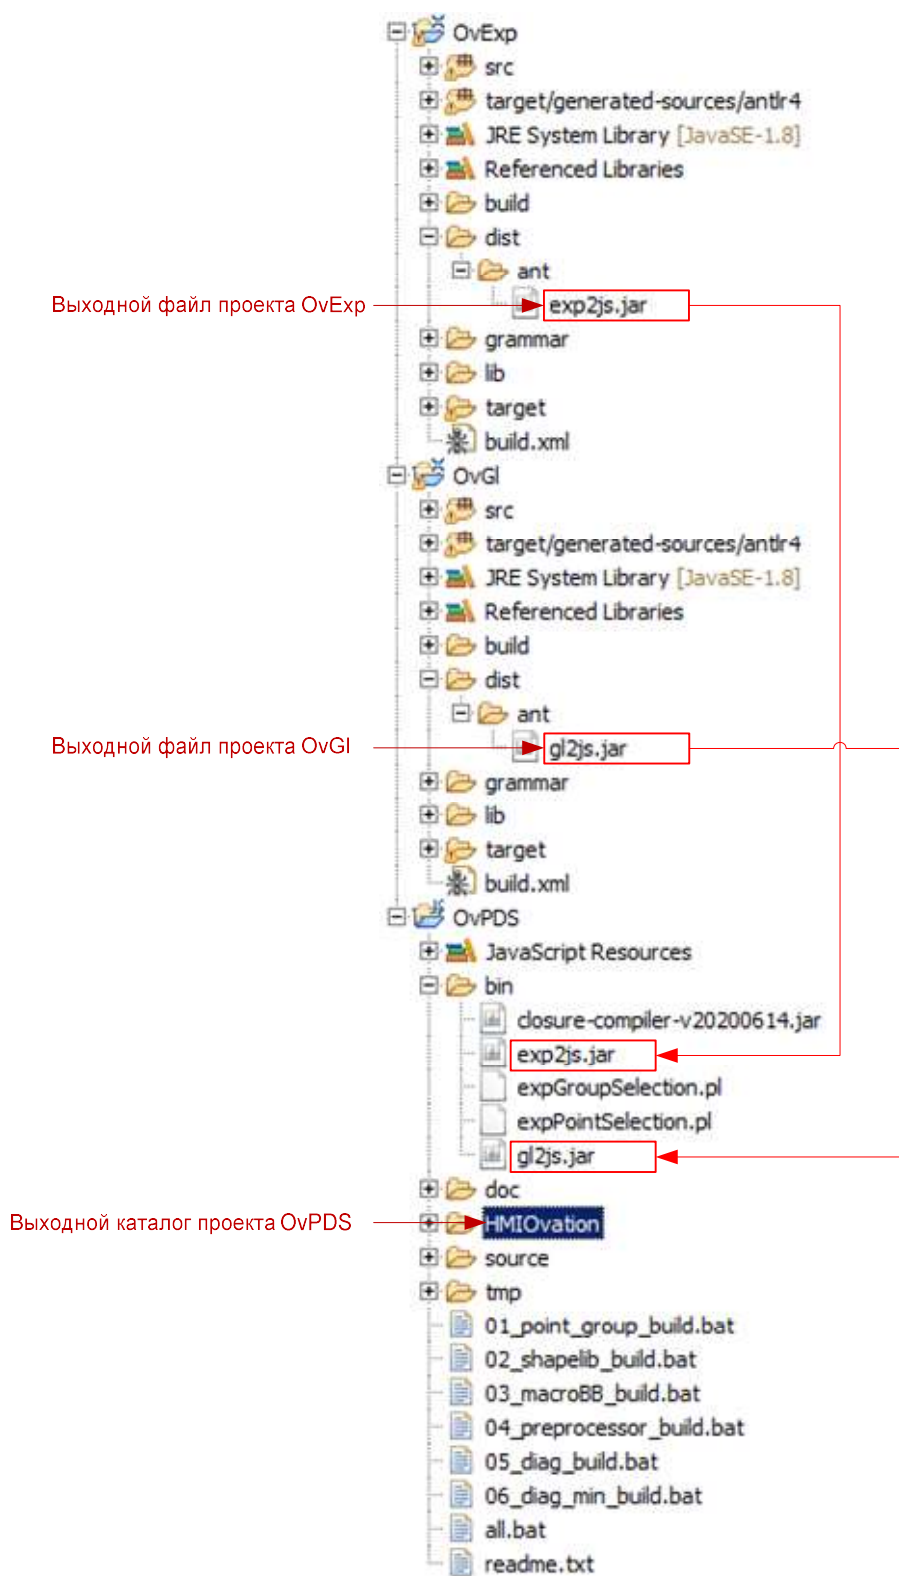 OvExp
src
target/generated-sources/antlr4
JRE System Library [JavaSE-1.8]
Referenced Libraries
build
dist
ant
Выходной файл проекта OvExp
exp2js.jar
grammar
lib
target
build.xml
OvGl
src
target/generated-sources/antlr4
JRE System Library [JavaSE-1.8]
Referenced Libraries
build
dist
ant
Выходной файл проекта OvGl
gl2js.jar
grammar
lib
target
build.xml
OvPDS
JavaScript Resources
bin
closure-compiler-v20200614.jar
exp2js.jar
expGroupSelection.pl
expPointSelection.pl
gl2js.jar
doc
Выходной каталог проекта OvPDS
HMIOvation
source
tmp
01_point_group_build.bat
02_shapelib_build.bat
03_macroBB_build.bat
04_preprocessor_build.bat
05_diag_build.bat
06_diag_min_build.bat
all.bat
readme.txt